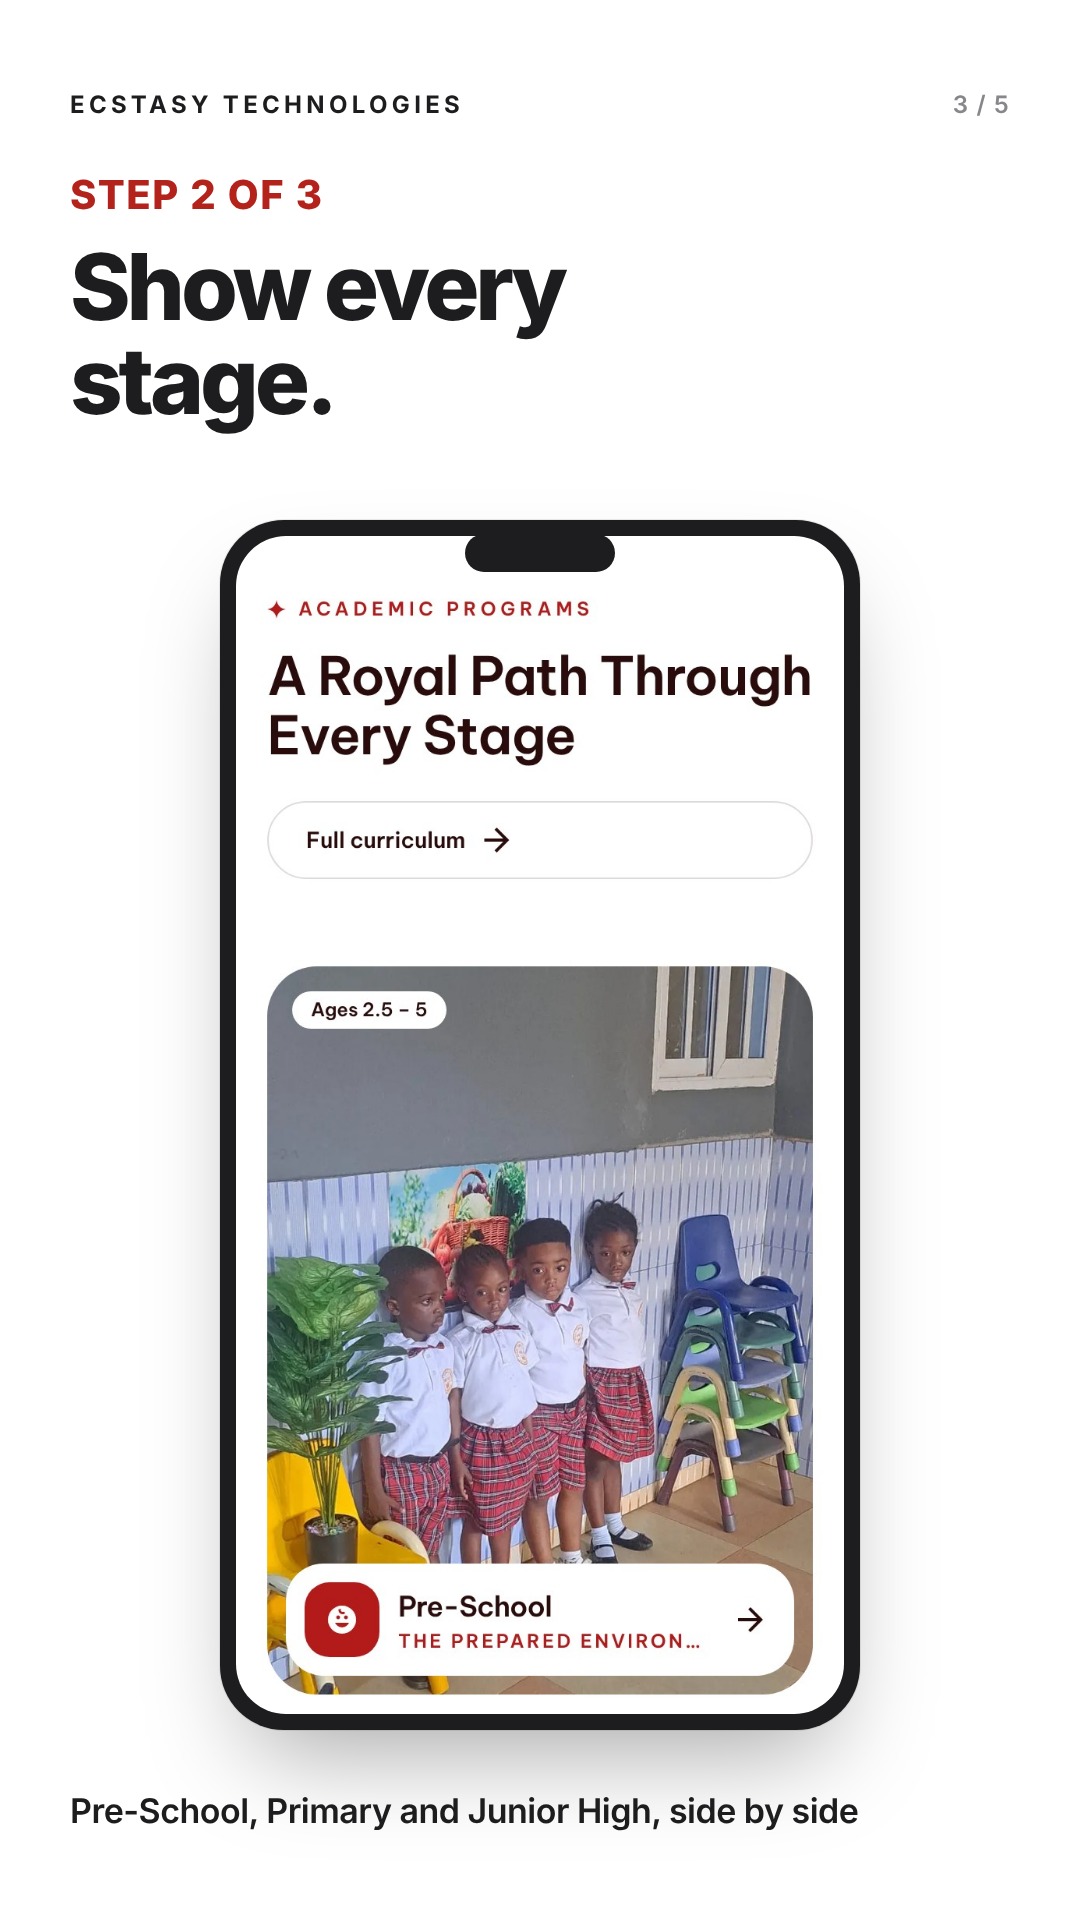 ECSTASY TECHNOLOGIES
3 / 5
STEP 2 OF 3
Show every
stage.
ACADEMIC PROGRAMS
A Royal Path Through
Every Stage
Full curriculum
Ages 2.5 – 5
Pre-School
THE PREPARED ENVIRON...
Pre-School, Primary and Junior High, side by side